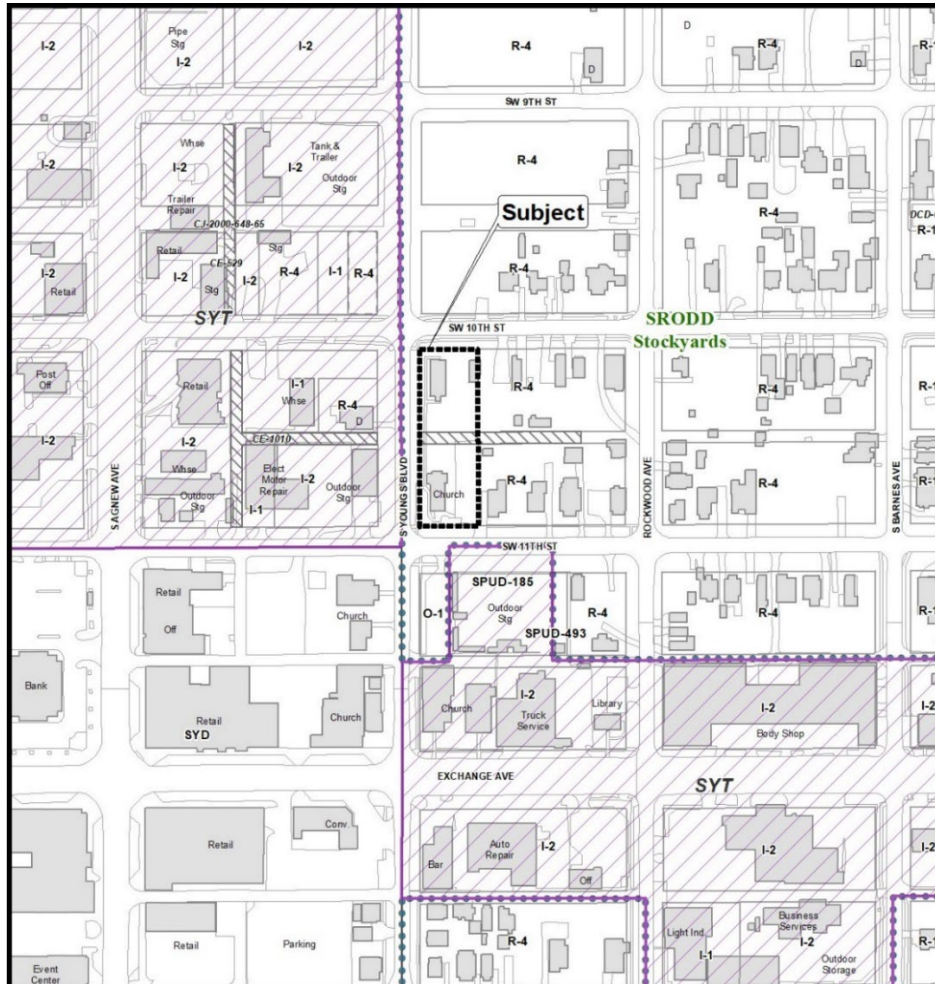 I-2
Pipe
Stg
I-2
I-2
R-4
D
D
R-4
D
SW 9TH ST
I-2
Whse
I-2
I-2
Tank &
Trailer
Outdoor
Stg
R-4
Trailer
Repair
CJ-2000-648-65
Subject
R-4
R-1
I-2
Retail
Retail
I-2
CE-529
Stg
Stg
I-2
R-4
I-1
R-4
R-4
SYT
SW 10TH ST
SRODD
Stockyards
Post
Off
I-2
Retail
I-2
I-1
Whse
R-4
D
R-4
R-4
R-1
CE-1010
Whse
Outdoor
Stg
Elect
Motor
Repair
I-2
Outdoor
Stg
I-1
Church
R-4
R-4
R-1
S AGNEW AVE
S YOUNGS BLVD
ROCKWOOD AVE
S BARNES AVE
SW 11TH ST
Retail
Off
Church
O-1
SPUD-185
Outdoor
Stg
SPUD-493
R-4
R-4
Bank
Retail
SYD
Church
Church
I-2
Truck
Service
Library
I-2
Body Shop
I-2
EXCHANGE AVE
SYT
Retail
Conv.
Bar
Auto
Repair
I-2
Off
I-2
I-2
Event
Center
Retail
Parking
R-4
Light Ind
I-1
Business
Services
I-2
Outdoor
Storage
R-1